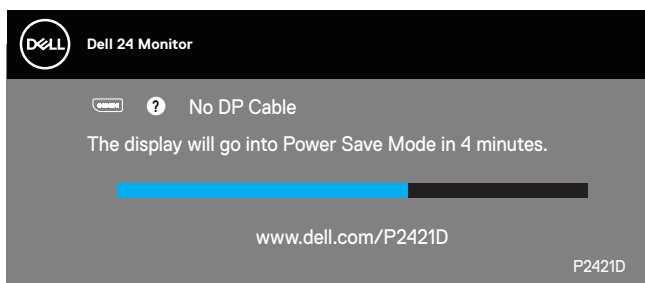 DELL
Dell 24 Monitor
No DP Cable
The display will go into Power Save Mode in 4 minutes.
www.dell.com/P2421D
P2421D